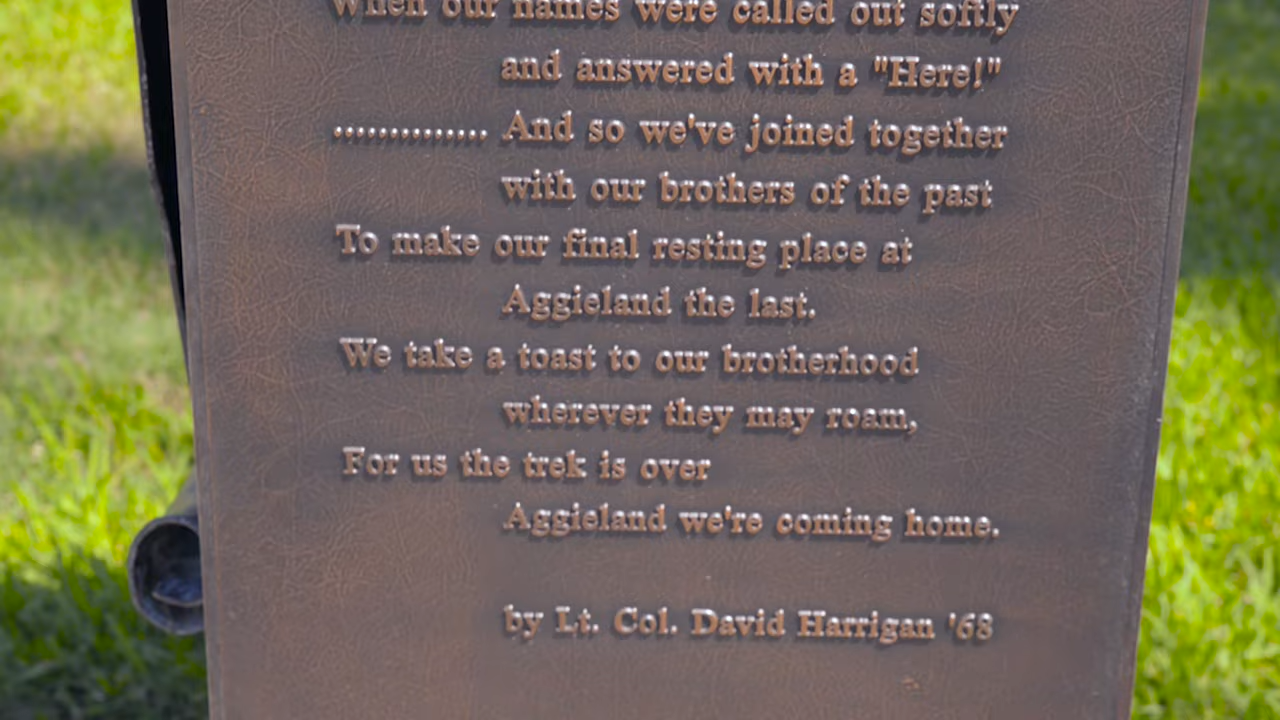 When our names were called out softly
and answered with a "Here!"
.............. And so we've joined together
with our brothers of the past
To make our final resting place at
Aggieland the last.
We take a toast to our brotherhood
wherever they may roam,
For us the trek is over
Aggieland we're coming home.
by Lt. Col. David Harrigan '68